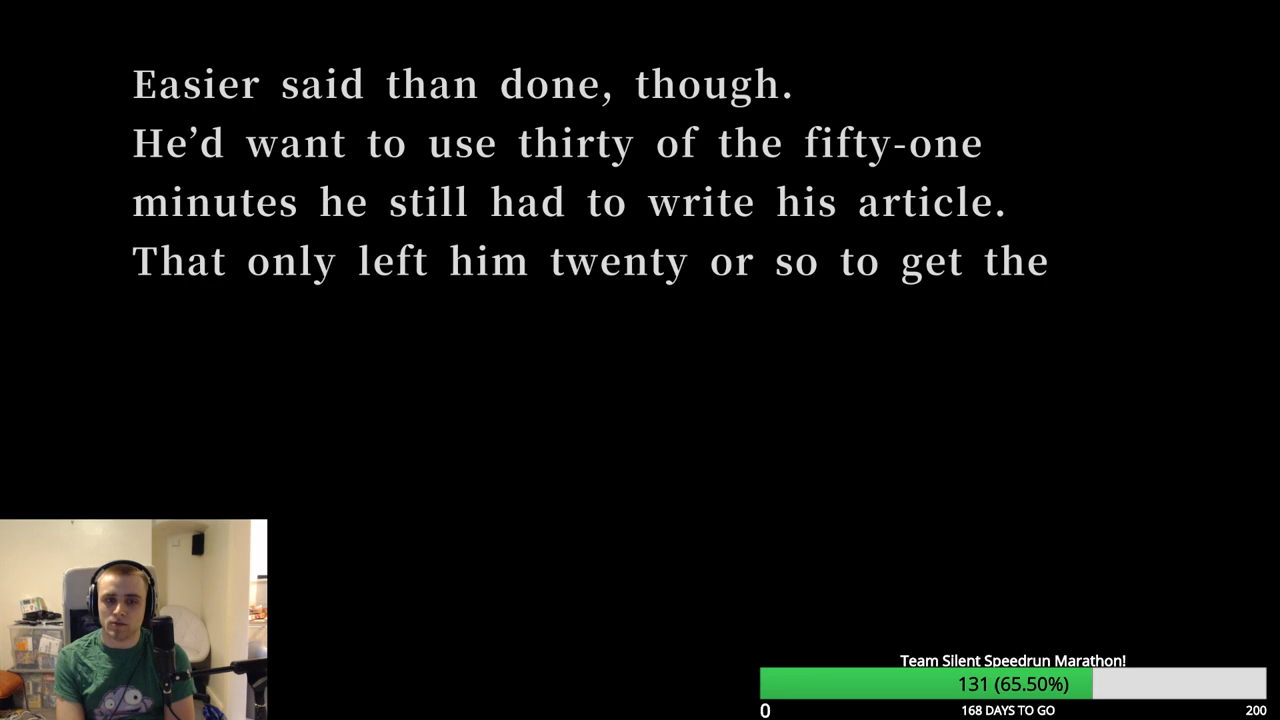 Easier said than done, though.
He’d want to use thirty of the fifty-one
minutes he still had to write his article.
That only left him twenty or so to get the
Team Silent Speedrun Marathon!
131 (65.50%)
0 168 DAYS TO GO 200